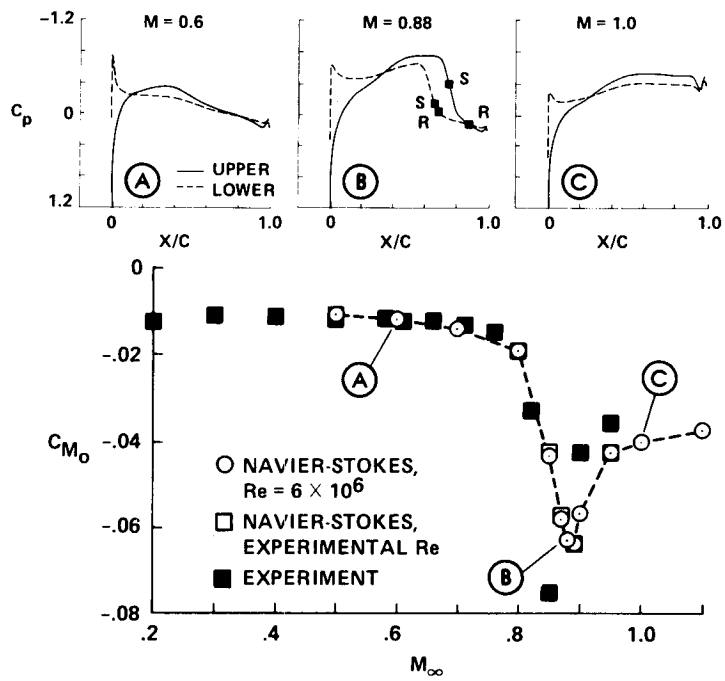 M = 0.6
M = 0.88
M = 1.0
-1.2
Cp
0
1.2
S
S
R
R
UPPER
LOWER
A
B
C
0
1.0
0
1.0
0
1.0
X/C
X/C
X/C
0
-.02
-.04
-.06
-.08
CMo
A
C
B
NAVIER-STOKES,
Re = 6 × 10⁶
NAVIER-STOKES,
EXPERIMENTAL Re
EXPERIMENT
.2
.4
.6
.8
1.0
M∞